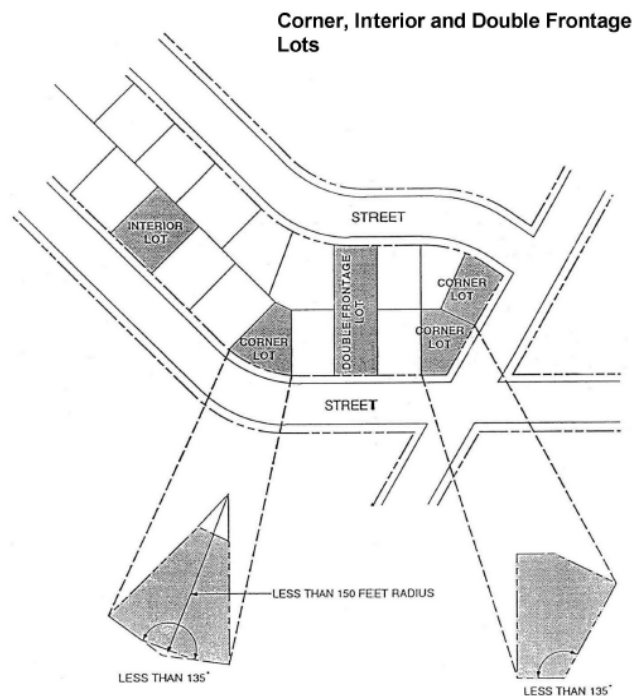 Corner, Interior and Double Frontage
Lots
STREET
INTERIOR
LOT
DOUBLE FRONTAGE
LOT
CORNER
LOT
CORNER
LOT
CORNER
LOT
STREET
LESS THAN 150 FEET RADIUS
LESS THAN 135°
LESS THAN 135°